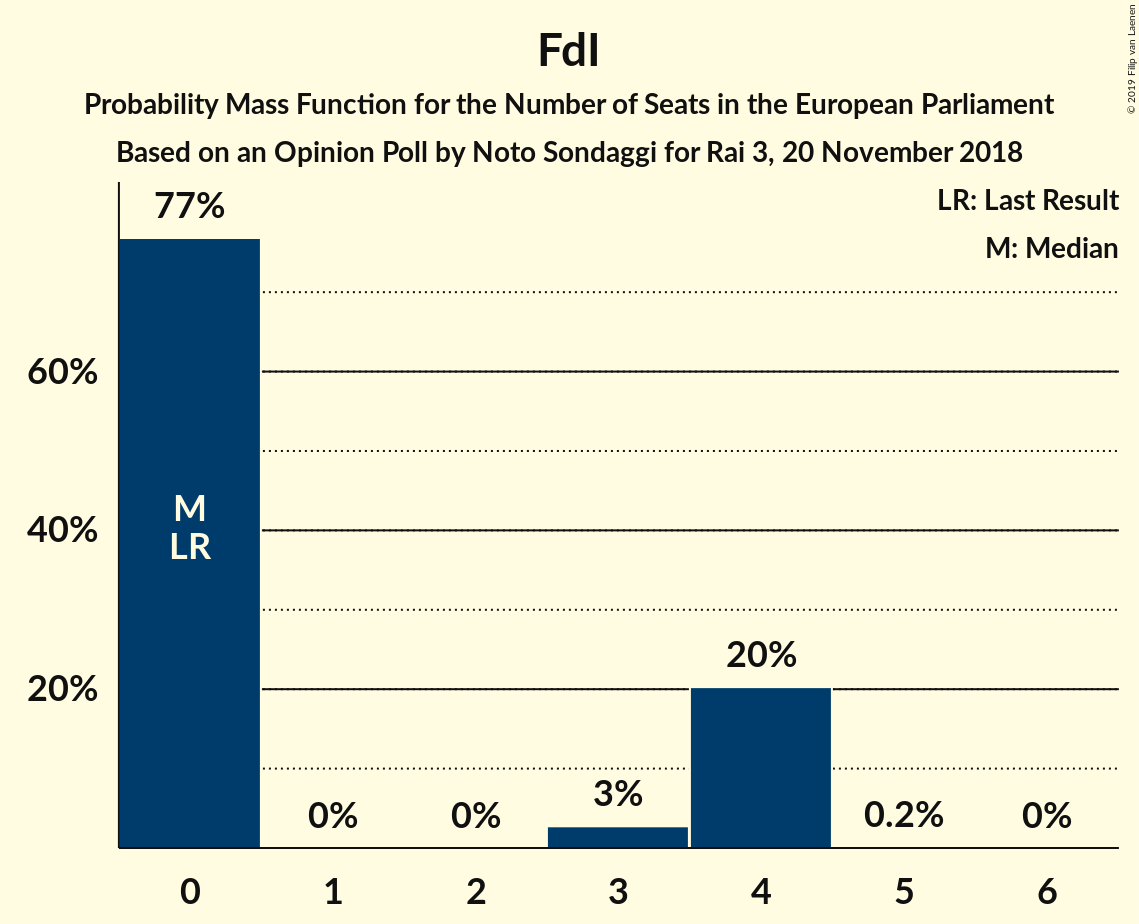 FdI
Probability Mass Function for the Number of Seats in the European Parliament
Based on an Opinion Poll by Noto Sondaggi for Rai 3, 20 November 2018
© 2019 Filip van Laenen
LR: Last Result
M: Median
77%
60%
40%
20%
M
LR
0%
0%
3%
20%
0.2%
0%
0
1
2
3
4
5
6